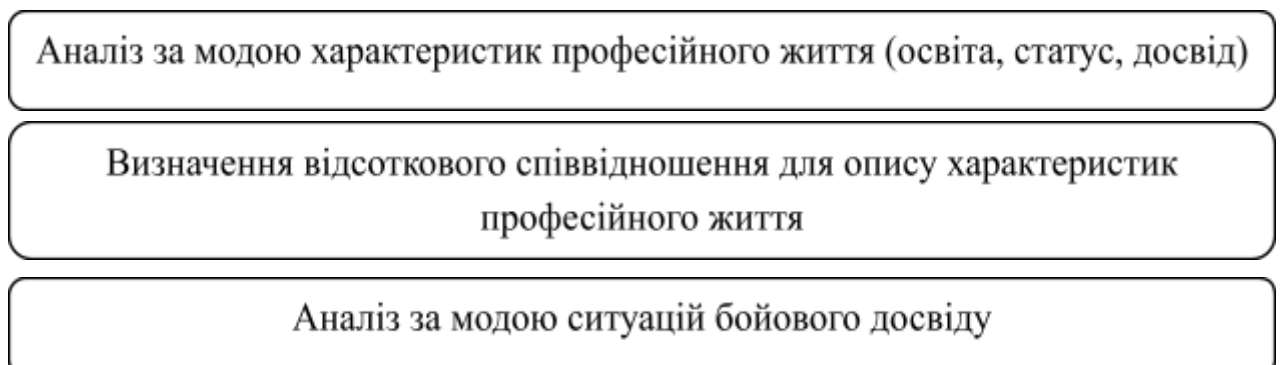 Аналіз за модою характеристик професійного життя (освіта, статус, досвід)
Визначення відсоткового співвідношення для опису характеристик
професійного життя
Аналіз за модою ситуацій бойового досвіду